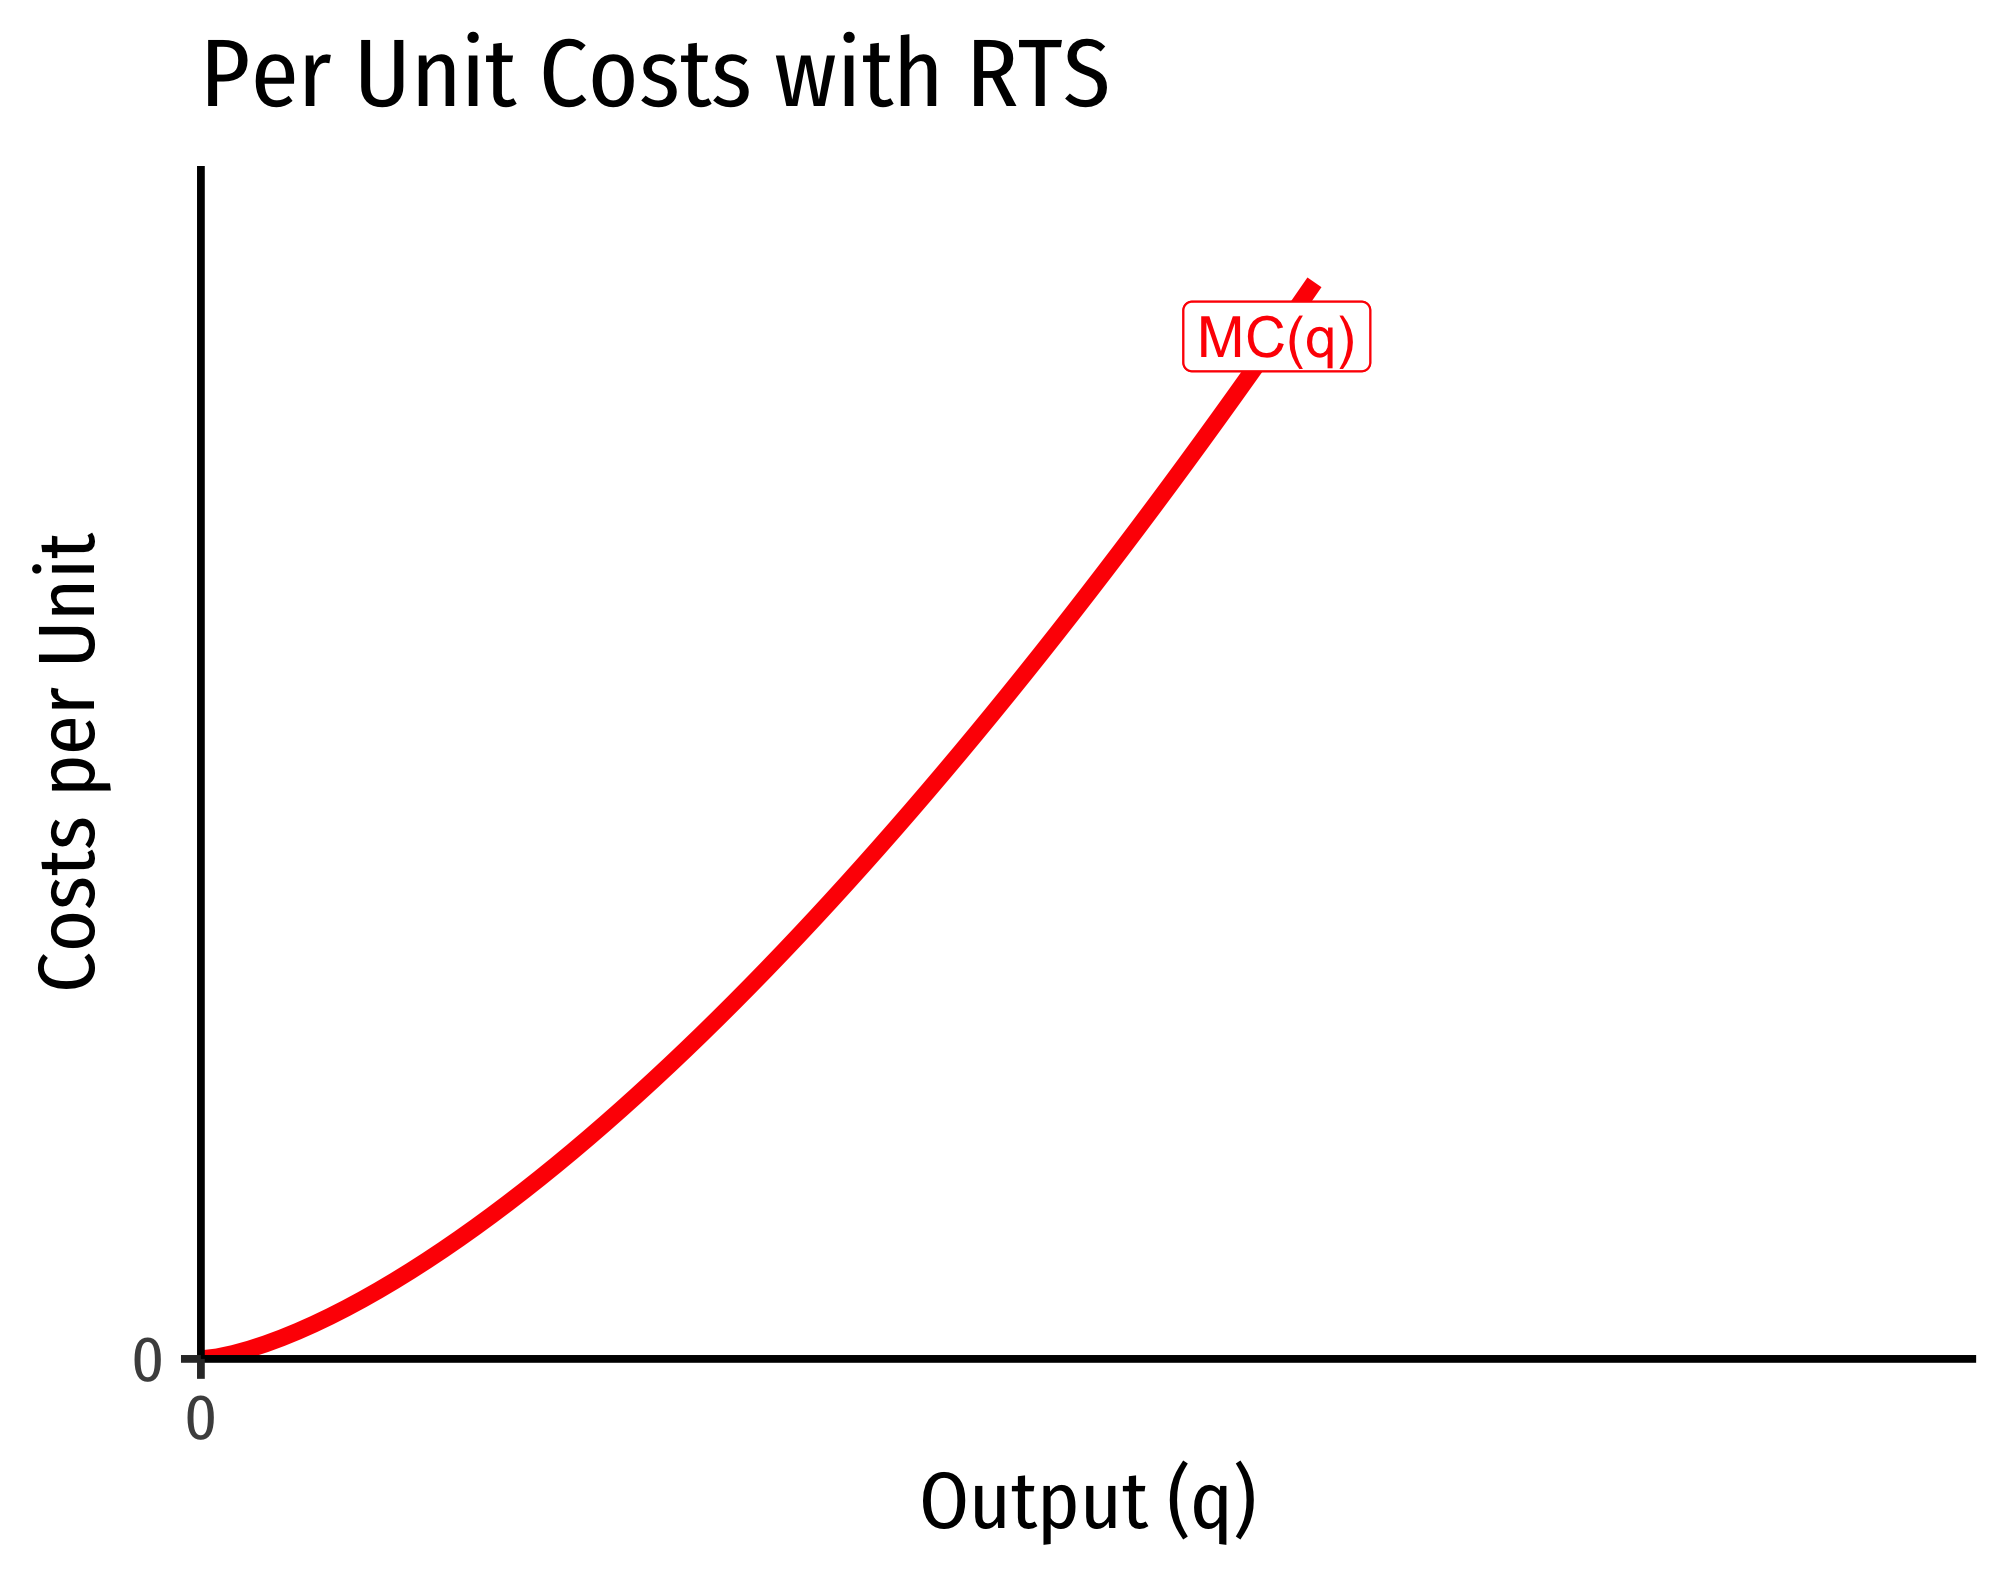 Per Unit Costs with RTS
MC(q)
Costs per Unit
0
0
Output (q)